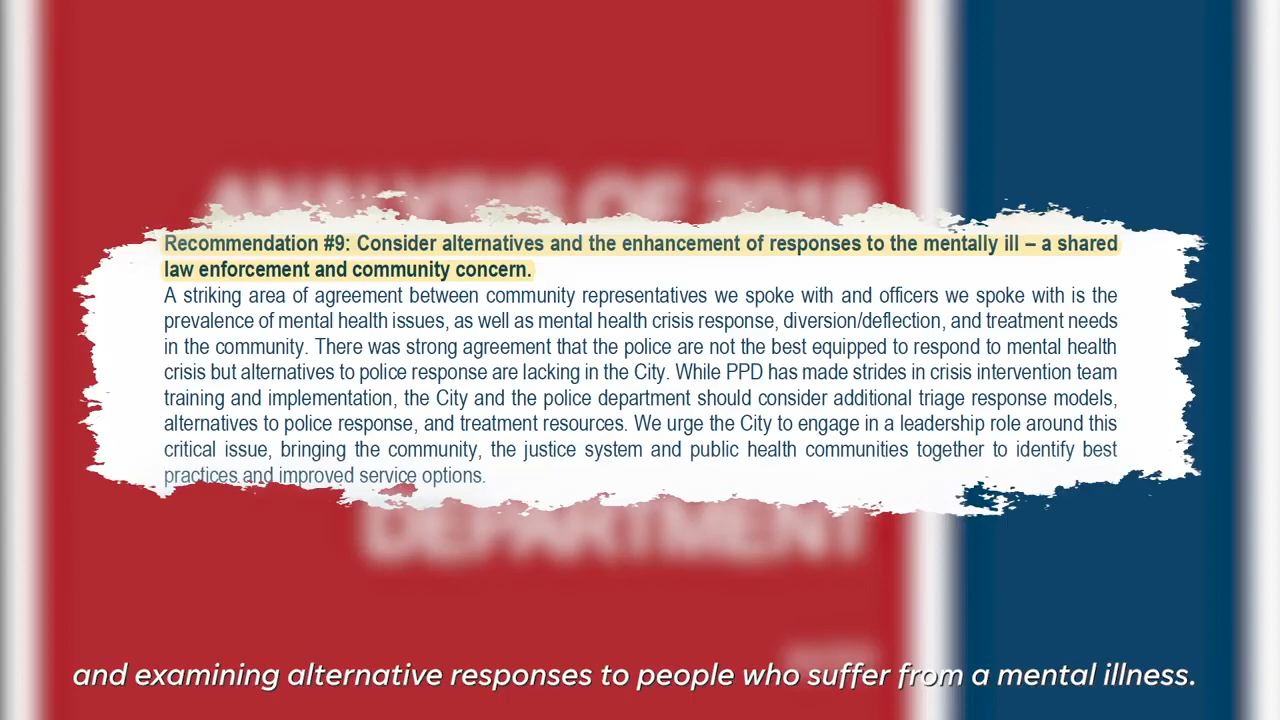 ANALYSIS OF 2018
Recommendation #9: Consider alternatives and the enhancement of responses to the mentally ill – a shared
law enforcement and community concern.
A striking area of agreement between community representatives we spoke with and officers we spoke with is the
prevalence of mental health issues, as well as mental health crisis response, diversion/deflection, and treatment needs
in the community. There was strong agreement that the police are not the best equipped to respond to mental health
crisis but alternatives to police response are lacking in the City. While PPD has made strides in crisis intervention team
training and implementation, the City and the police department should consider additional triage response models,
alternatives to police response, and treatment resources. We urge the City to engage in a leadership role around this
critical issue, bringing the community, the justice system and public health communities together to identify best
practices and improved service options.
DEPARTMENT
and examining alternative responses to people who suffer from a mental illness.